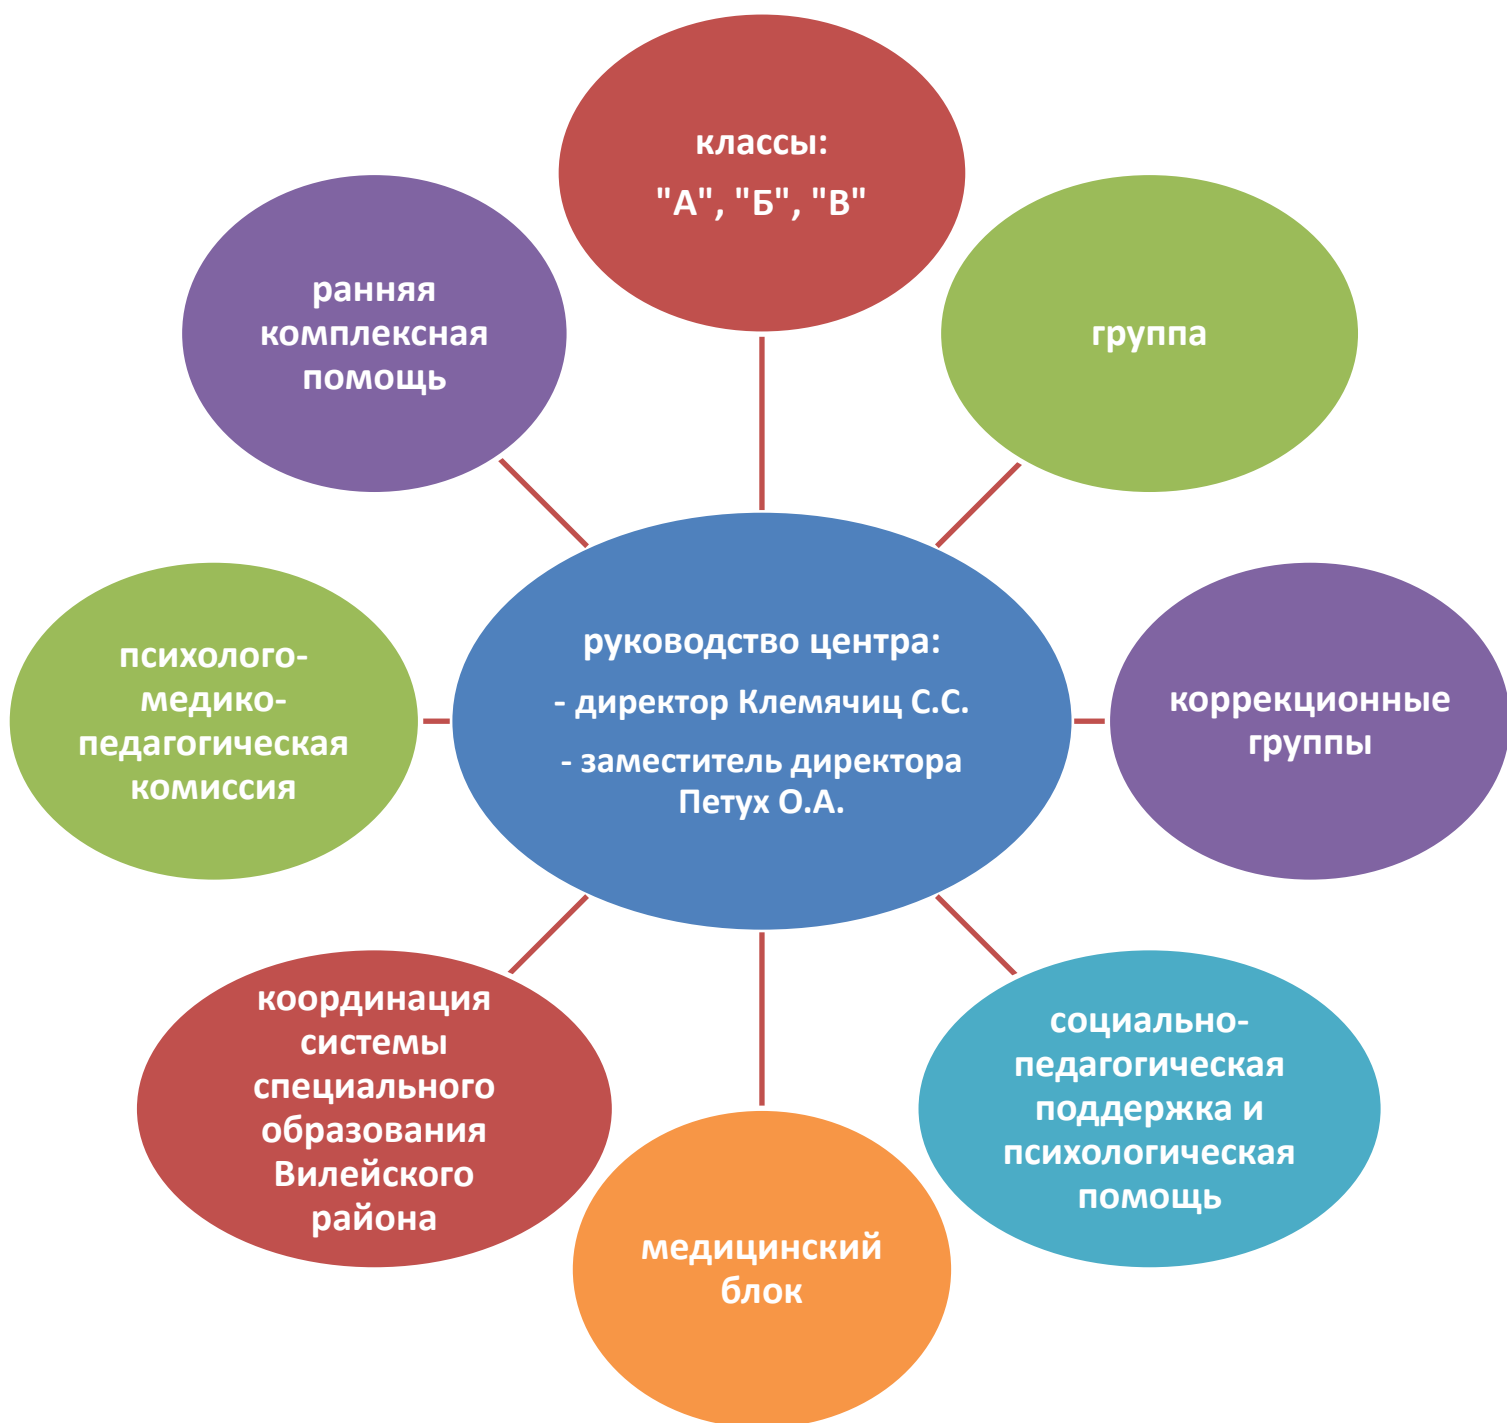 классы:
"А", "Б", "В"
группа
коррекционные
группы
социально-
педагогическая
поддержка и
психологическая
помощь
медицинский
блок
координация
системы
специального
образования
Вилейского
района
психолого-
медико-
педагогическая
комиссия
ранняя
комплексная
помощь
руководство центра:
- директор Клемячиц С.С.
- заместитель директора
Петух О.А.